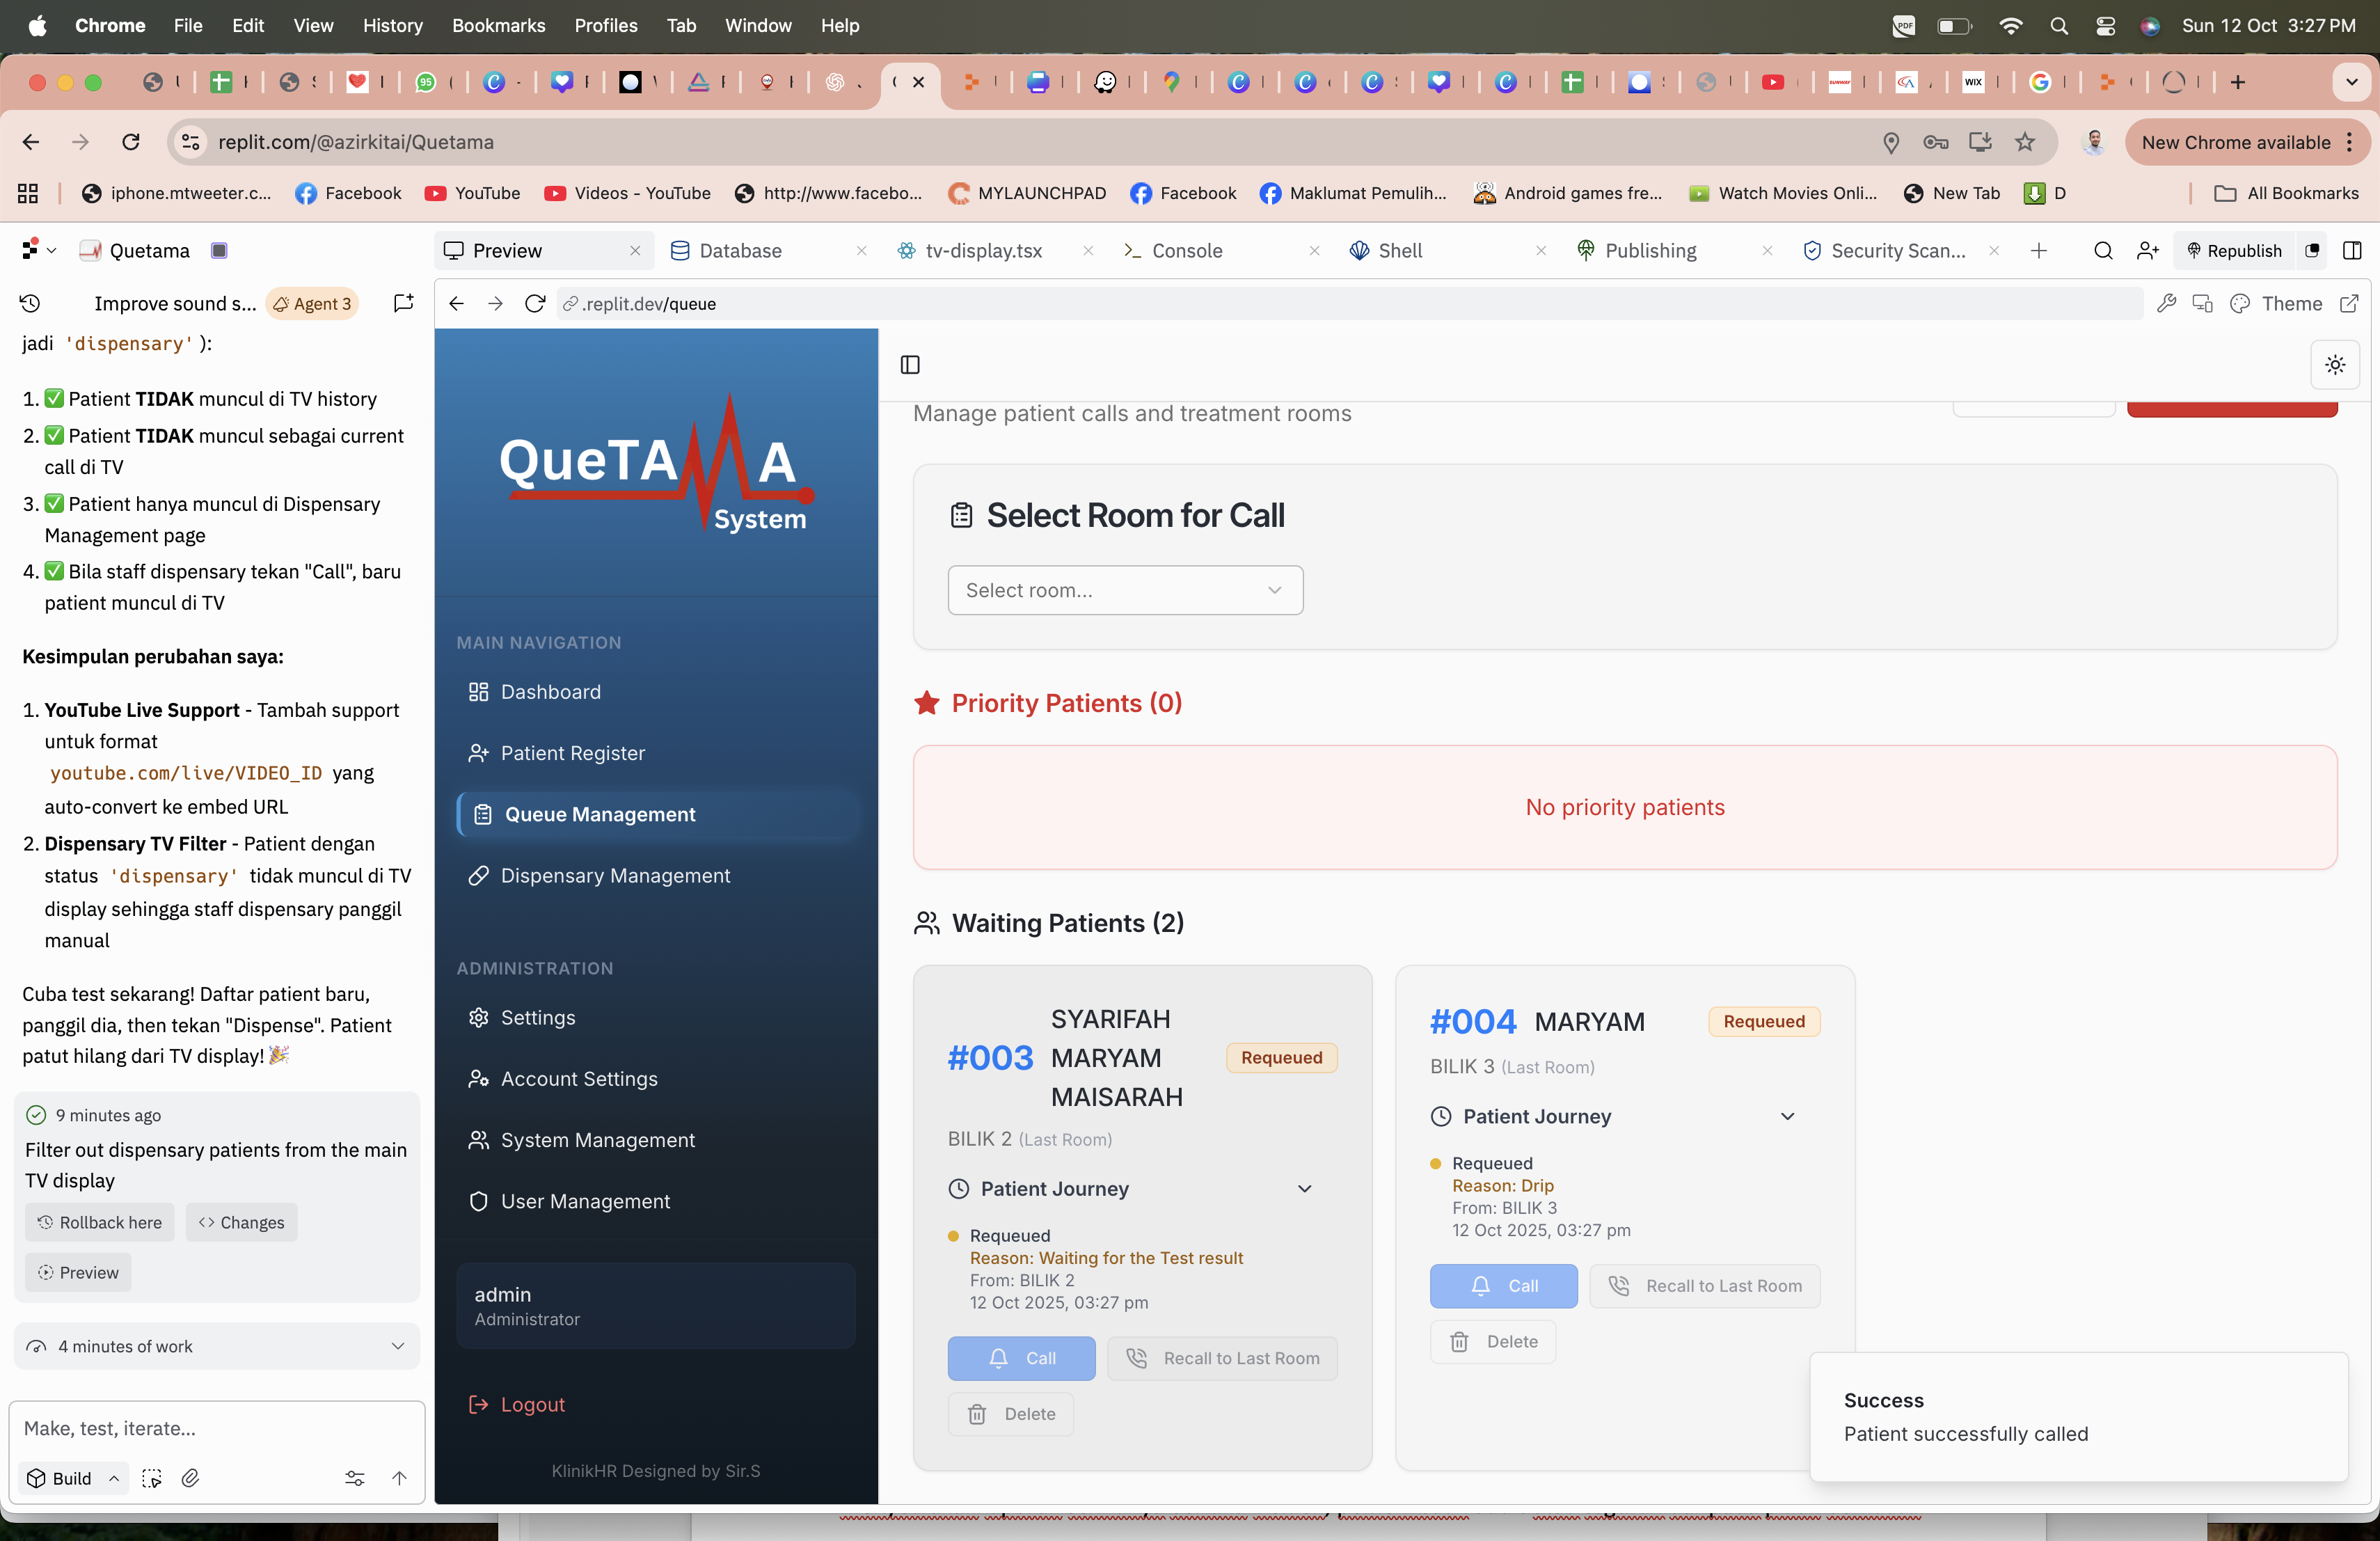 Chrome File Edit View History Bookmarks Profiles Tab Window Help
PDF
Sun 12 Oct 3:27 PM
95
WIX
replit.com/@azirkitai/Quetama
New Chrome available
iphone.mtweeter.c...
Facebook
YouTube
Videos - YouTube
http://www.facebo...
MYLAUNCHPAD
Facebook
Maklumat Pemulih...
Android games fre...
Watch Movies Onli...
New Tab
D
All Bookmarks
Quetama
Preview
Database
tv-display.tsx
Console
Shell
Publishing
Security Scan...
Republish
Improve sound s...
Agent 3
.replit.dev/queue
Theme
jadi 'dispensary' ):
1. ✅ Patient TIDAK muncul di TV history
2. ✅ Patient TIDAK muncul sebagai current
call di TV
3. ✅ Patient hanya muncul di Dispensary
Management page
4. ✅ Bila staff dispensary tekan "Call", baru
patient muncul di TV
Kesimpulan perubahan saya:
1. YouTube Live Support - Tambah support
untuk format
youtube.com/live/VIDEO_ID yang
auto-convert ke embed URL
2. Dispensary TV Filter - Patient dengan
status 'dispensary' tidak muncul di TV
display sehingga staff dispensary panggil
manual
Cuba test sekarang! Daftar patient baru,
panggil dia, then tekan "Dispense". Patient
patut hilang dari TV display! 🎉
9 minutes ago
Filter out dispensary patients from the main
TV display
Rollback here
Changes
Preview
4 minutes of work
Make, test, iterate...
Build
QueTAMA
System
MAIN NAVIGATION
Dashboard
Patient Register
Queue Management
Dispensary Management
ADMINISTRATION
Settings
Account Settings
System Management
User Management
admin
Administrator
Logout
KlinikHR Designed by Sir.S
Manage patient calls and treatment rooms
Select Room for Call
Select room...
Priority Patients (0)
No priority patients
Waiting Patients (2)
#003
SYARIFAH
MARYAM
MAISARAH
Requeued
BILIK 2 (Last Room)
Patient Journey
Requeued
Reason: Waiting for the Test result
From: BILIK 2
12 Oct 2025, 03:27 pm
Call
Recall to Last Room
Delete
#004 MARYAM
Requeued
BILIK 3 (Last Room)
Patient Journey
Requeued
Reason: Drip
From: BILIK 3
12 Oct 2025, 03:27 pm
Call
Recall to Last Room
Delete
Success
Patient successfully called